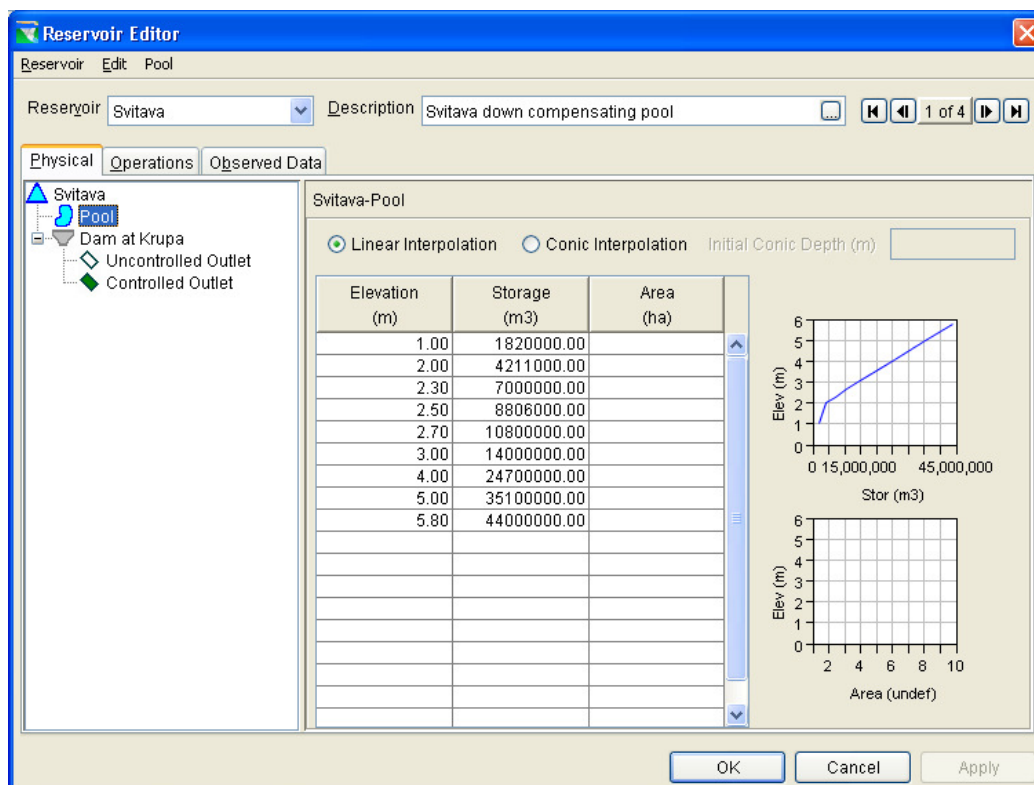 Reservoir Editor
Reservoir Edit Pool
Reservoir Svitava Description Svitava down compensating pool ... 1 of 4
Physical Operations Observed Data
Svitava
Pool
Dam at Krupa
Uncontrolled Outlet
Controlled Outlet
Svitava-Pool
Linear Interpolation Conic Interpolation Initial Conic Depth (m)
Elevation (m) Storage (m3) Area (ha)
1.00 1820000.00
2.00 4211000.00
2.30 7000000.00
2.50 8806000.00
2.70 10800000.00
3.00 14000000.00
4.00 24700000.00
5.00 35100000.00
5.80 44000000.00
6
5
4
3
2
1
0
Elev (m)
0 15,000,000 45,000,000
Stor (m3)
6
5
4
3
2
1
0
Elev (m)
2 4 6 8 10
Area (undef)
OK Cancel Apply